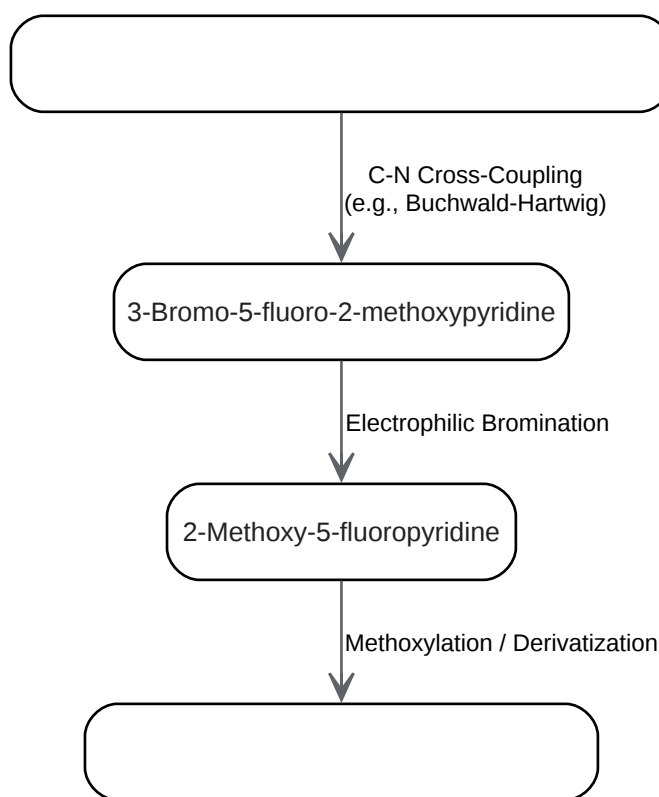 C-N Cross-Coupling
(e.g., Buchwald-Hartwig)
3-Bromo-5-fluoro-2-methoxypyridine
Electrophilic Bromination
2-Methoxy-5-fluoropyridine
Methoxylation / Derivatization